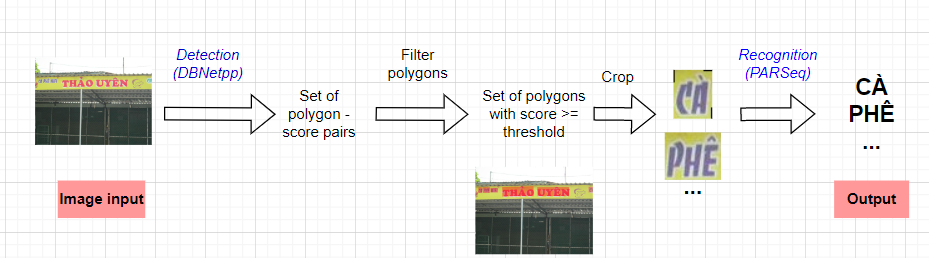 Detection
(DBNetpp)
Filter
polygons
Recognition
(PARSeq)
Crop
THẢO UYÊN
Set of
polygon -
score pairs
Set of polygons
with score >=
threshold
CÀ
PHÊ
...
CÀ
PHÊ
...
THẢO UYÊN
Image input
Output